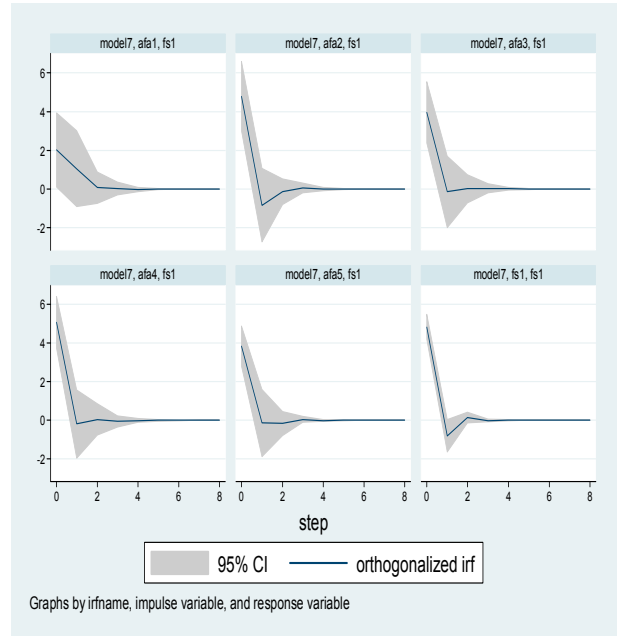 model7, afa1, fs1
model7, afa2, fs1
model7, afa3, fs1
6
4
2
0
-2
model7, afa4, fs1
model7, afa5, fs1
model7, fs1, fs1
6
4
2
0
-2
0 2 4 6 8
0 2 4 6 8
0 2 4 6 8
step
95% CI
orthogonalized irf
Graphs by irfname, impulse variable, and response variable